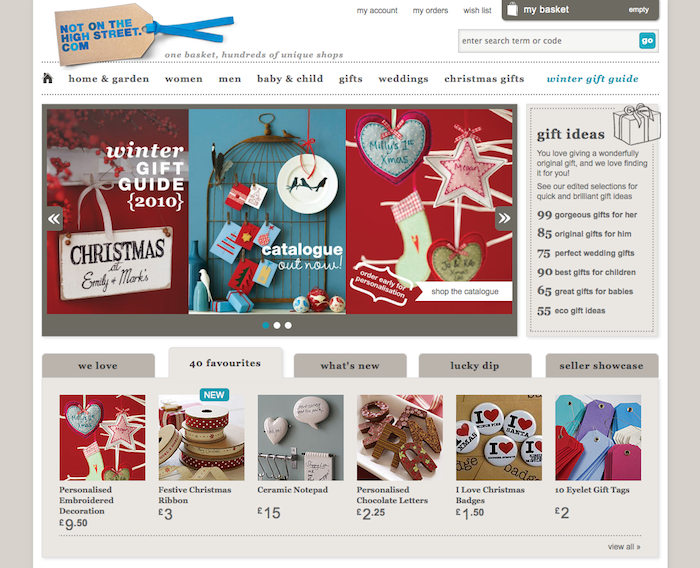 NOT ON THE
HIGH STREET.
COM
one basket, hundreds of unique shops
my account my orders wish list
my basket empty
enter search term or code go
home & garden women men baby & child gifts weddings christmas gifts winter gift guide
winter
GIFT
GUIDE
{2010}
CHRISTMAS
at
Emily & Mark's
catalogue
out now!
Milly's 1st
Xmas
Megan
Jo & Kole
order early for
personalisation
shop the catalogue
«
»
gift ideas
You love giving a wonderfully
original gift, and we love finding
it for you!
See our edited selections for
quick and brilliant gift ideas
99 gorgeous gifts for her
85 original gifts for him
75 perfect wedding gifts
90 best gifts for children
65 great gifts for babies
55 eco gift ideas
we love 40 favourites what's new lucky dip seller showcase
NEW
I ♥ SANTA
badge
Personalised
Embroidered
Decoration
£9.50
Festive Christmas
Ribbon
£3
Ceramic Notepad
£15
Personalised
Chocolate Letters
£2.25
I Love Christmas
Badges
£1.50
10 Eyelet Gift Tags
£2
view all »